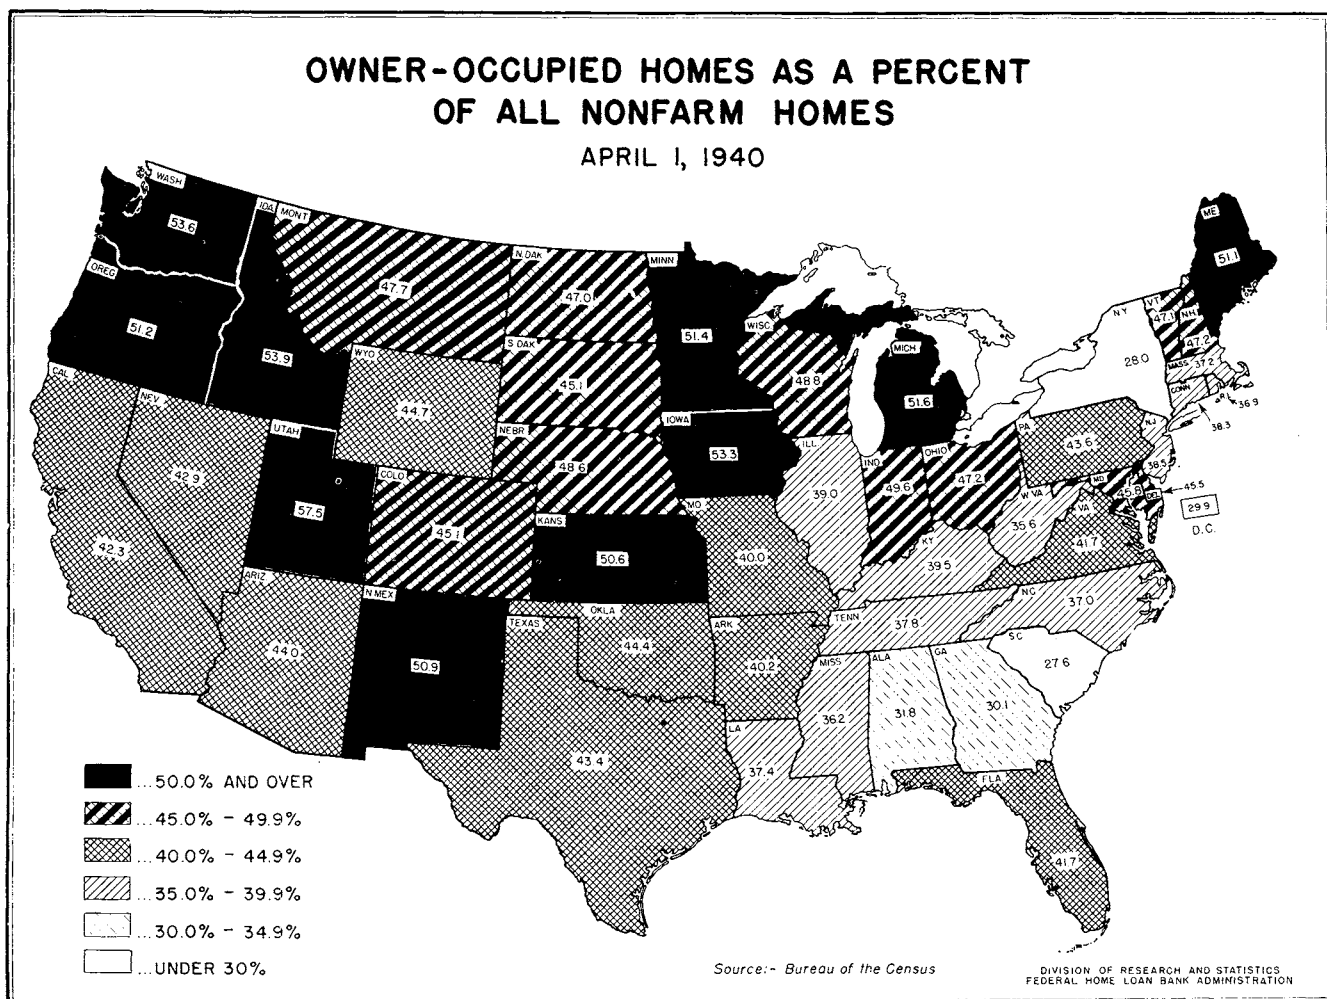 OWNER-OCCUPIED HOMES AS A PERCENT
OF ALL NONFARM HOMES
APRIL 1, 1940
WASH
53.6
OREG
51.2
IDA
53.9
MONT
47.7
N.DAK
47.0
MINN
51.4
S DAK
45.1
WYO
44.7
NEBR
48.6
WISC
48.8
MICH
51.6
IOWA
53.3
CAL
42.3
NEV
42.9
UTAH
57.5
COLO
45.1
KANS
50.6
MO
40.0
ILL
39.0
IND
49.6
OHIO
47.2
KY
39.5
W VA
35.6
VA
41.7
PA
43.6
NY
28.0
VT
47.1
NH
47.2
ME
51.1
MASS
37.2
CONN
38.3
R.I.
36.9
N J
38.5
MD
45.8
DEL
45.5
29.9
D.C.
ARIZ
44.0
N MEX
50.9
TEXAS
43.4
OKLA
44.4
ARK
40.2
LA
37.4
TENN
37.8
NC
37.0
SC
27.6
MISS
36.2
ALA
31.8
GA
30.1
FLA
41.7
...50.0% AND OVER
...45.0% - 49.9%
...40.0% - 44.9%
...35.0% - 39.9%
...30.0% - 34.9%
...UNDER 30%
Source:- Bureau of the Census
DIVISION OF RESEARCH AND STATISTICS
FEDERAL HOME LOAN BANK ADMINISTRATION